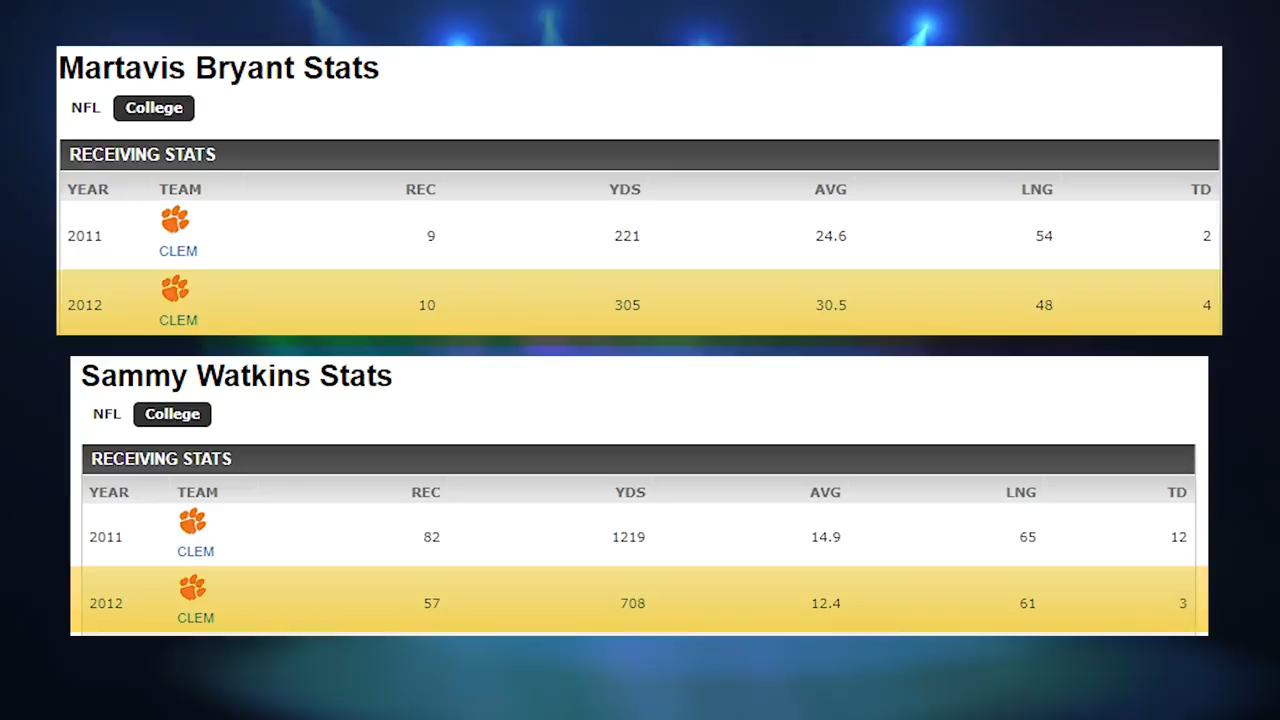 Martavis Bryant Stats
NFL College
RECEIVING STATS
YEAR TEAM REC YDS AVG LNG TD
2011 CLEM 9 221 24.6 54 2
2012 CLEM 10 305 30.5 48 4
Sammy Watkins Stats
NFL College
RECEIVING STATS
YEAR TEAM REC YDS AVG LNG TD
2011 CLEM 82 1219 14.9 65 12
2012 CLEM 57 708 12.4 61 3